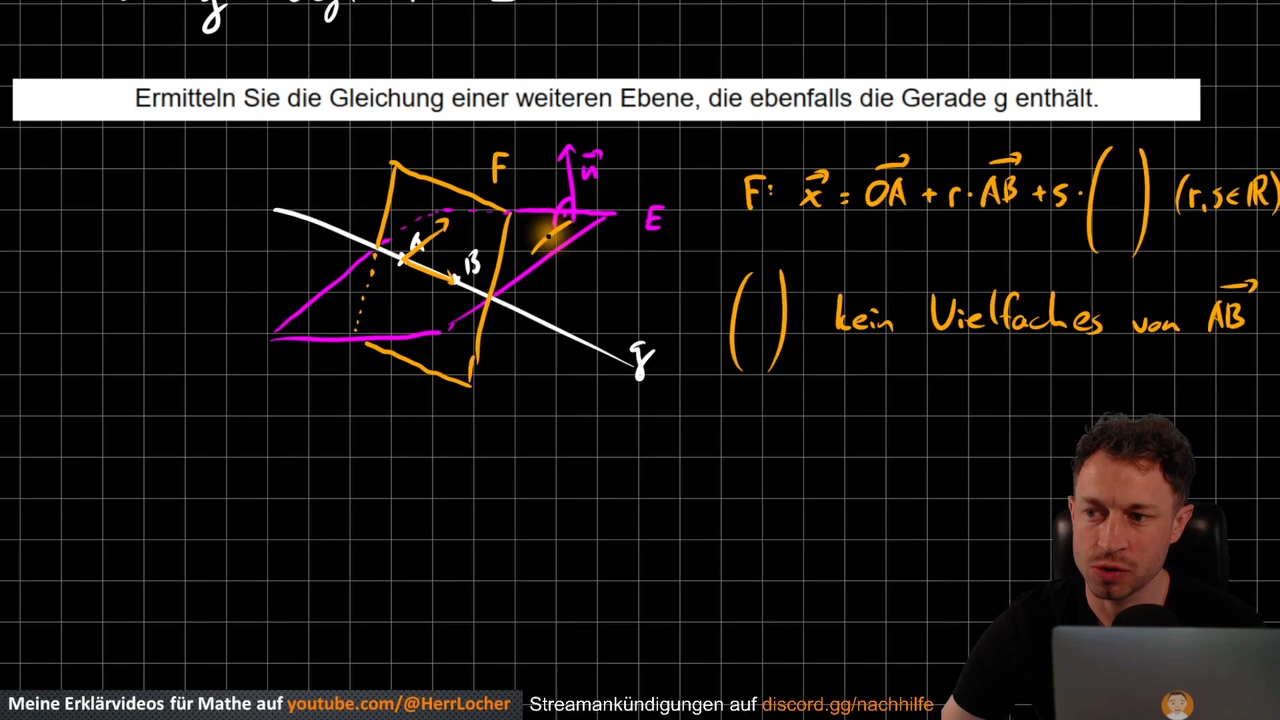 Ermitteln Sie die Gleichung einer weiteren Ebene, die ebenfalls die Gerade g enthält.
F
n⃗
E
A
B
g
F: x⃗ = OA⃗ + r · AB⃗ + s · ( ) (r, s ∈ ℝ)
( ) kein Vielfaches von AB⃗
Meine Erklärvideos für Mathe auf youtube.com/@HerrLocher
Streamankündigungen auf discord.gg/nachhilfe